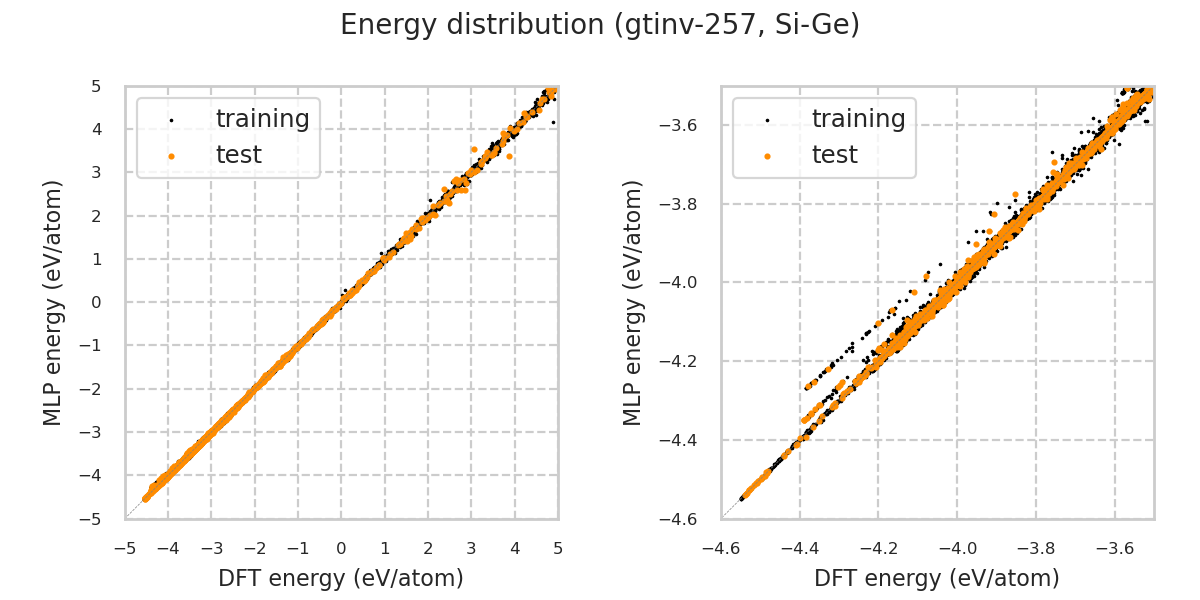 Energy distribution (gtinv-257, Si-Ge)
training
test
5
4
3
2
1
0
−1
−2
−3
−4
−5
−5 −4 −3 −2 −1 0 1 2 3 4 5
MLP energy (eV/atom)
DFT energy (eV/atom)
training
test
−3.6
−3.8
−4.0
−4.2
−4.4
−4.6
−4.6 −4.4 −4.2 −4.0 −3.8 −3.6
MLP energy (eV/atom)
DFT energy (eV/atom)